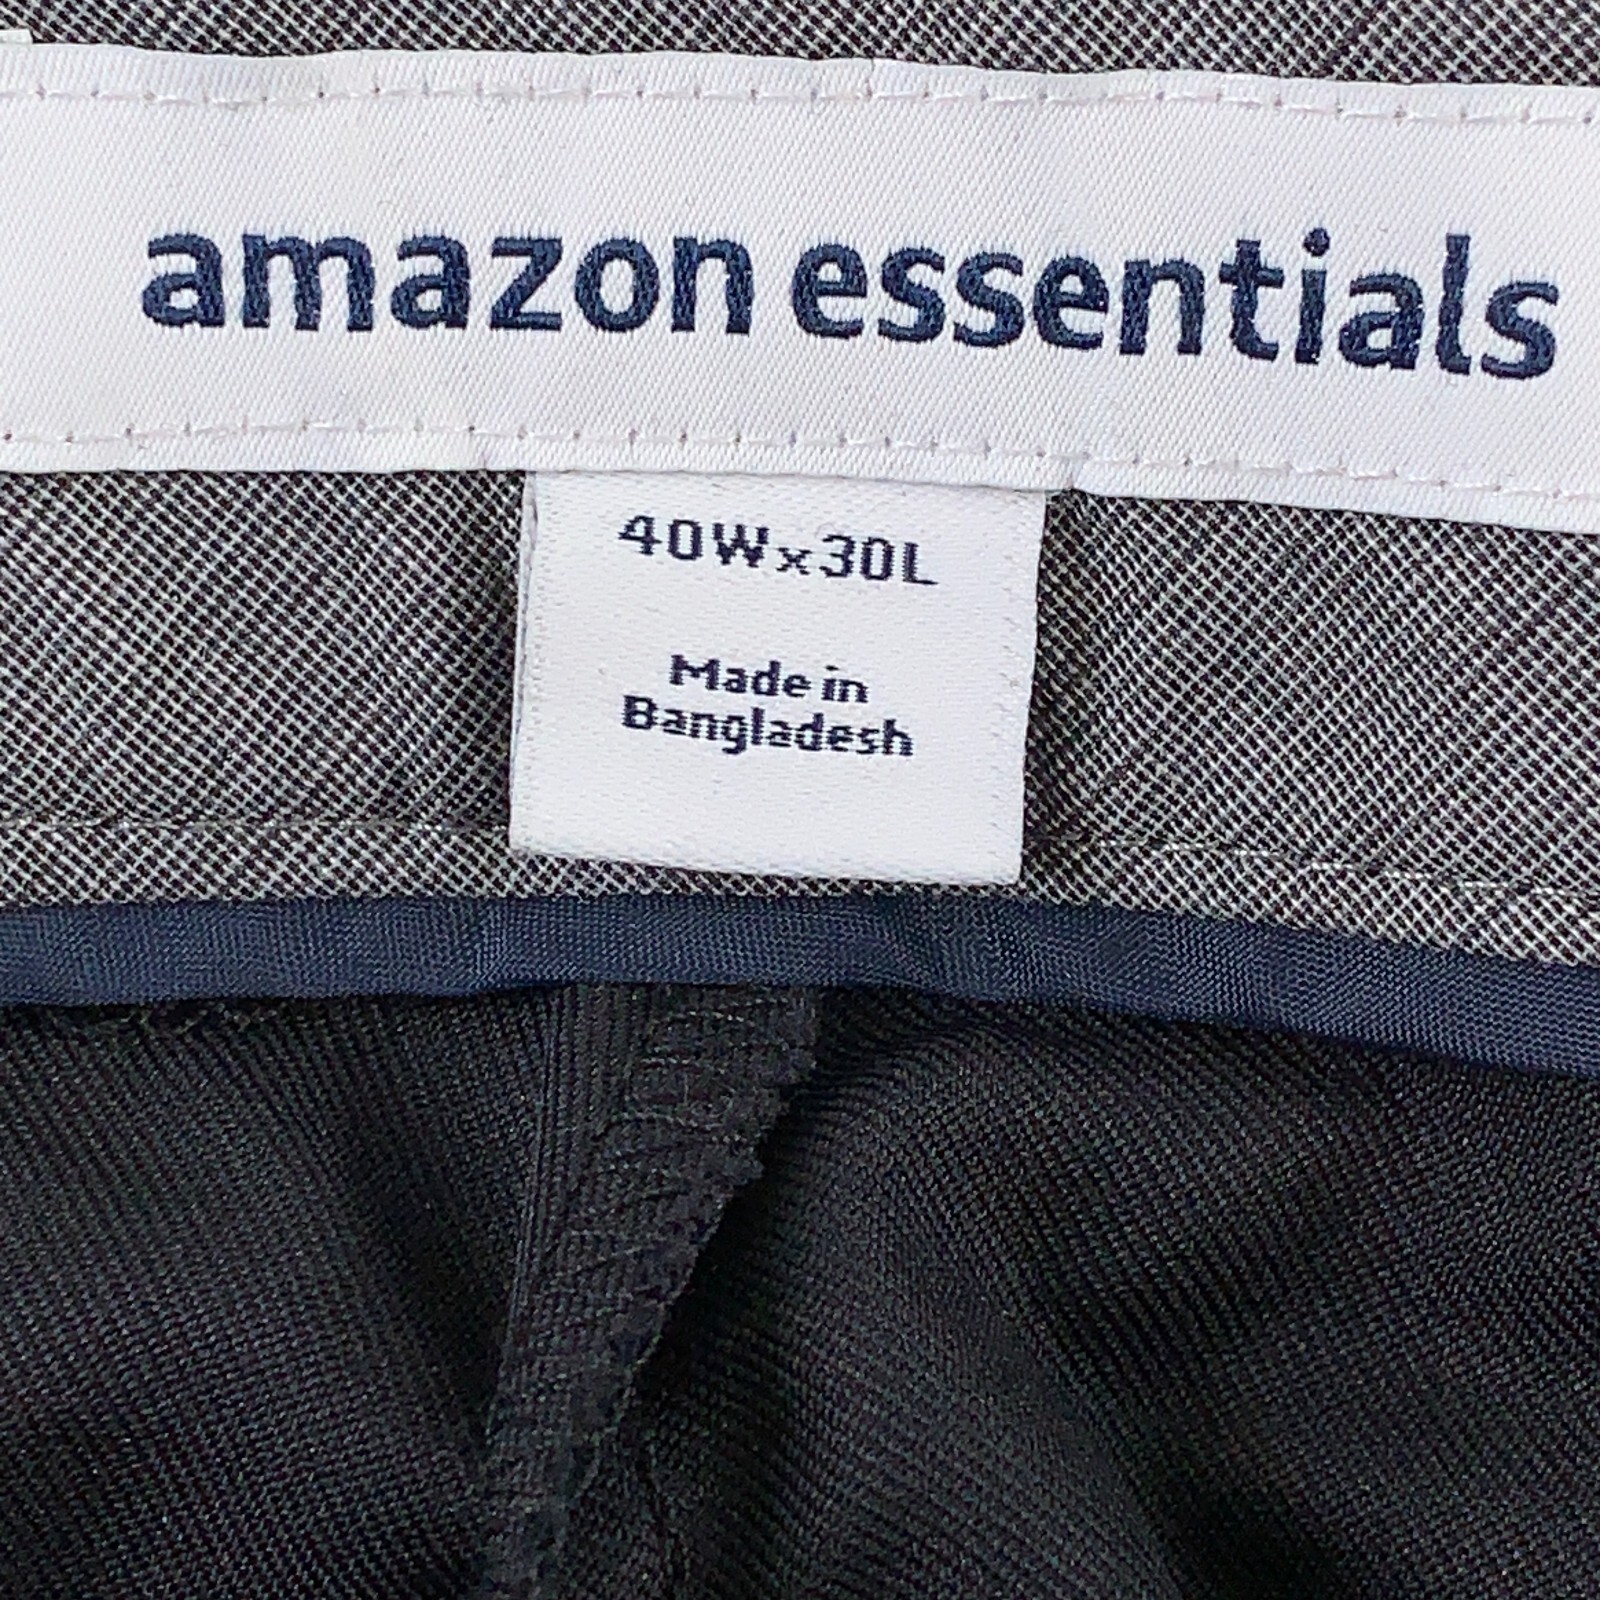 amazon essentials
40W x 30L
Made in
Bangladesh